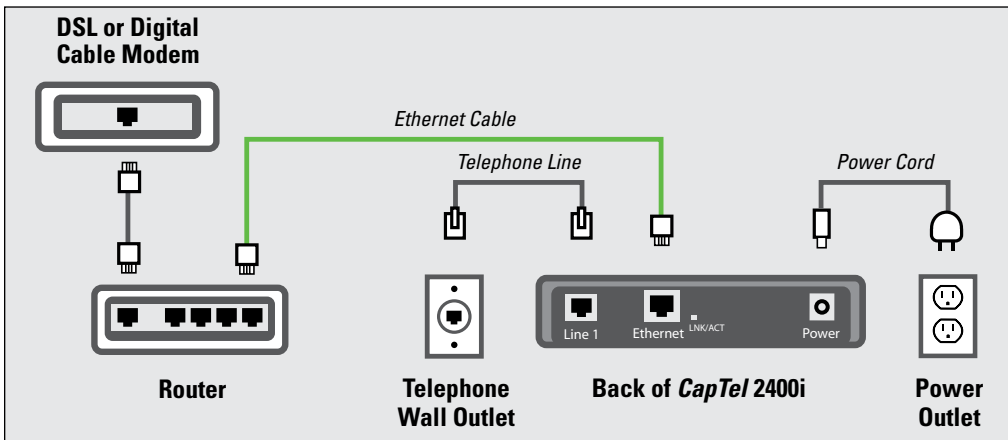 DSL or Digital
Cable Modem
Ethernet Cable
Telephone Line
Power Cord
Line 1
Ethernet
LNK/ACT
Power
Router
Telephone
Wall Outlet
Back of CapTel 2400i
Power
Outlet